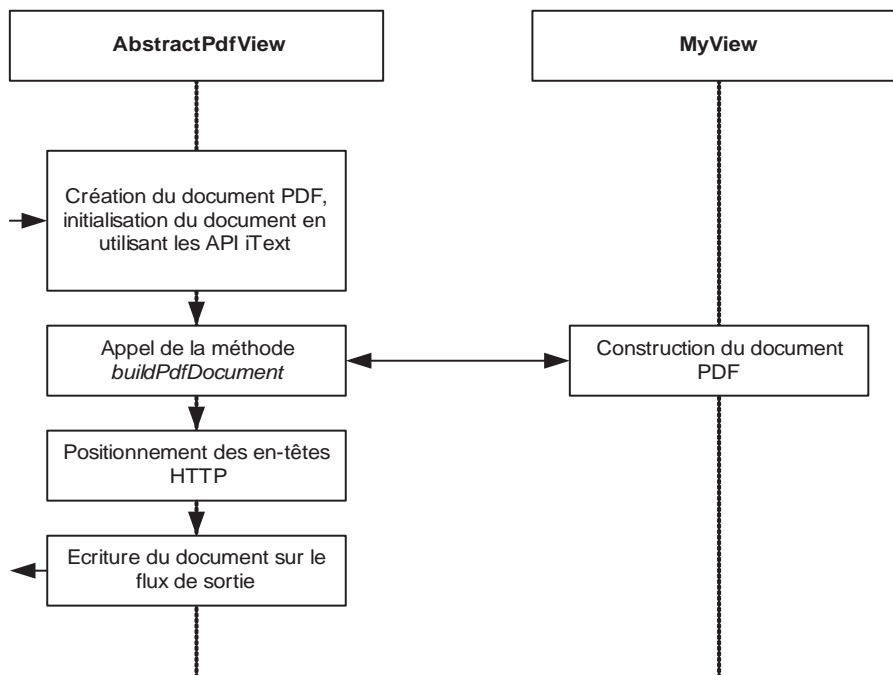 AbstractPdfView
MyView
Création du document PDF,
initialisation du document en
utilisant les API iText
Appel de la méthode
buildPdfDocument
Construction du document
PDF
Positionnement des en-têtes
HTTP
Ecriture du document sur le
flux de sortie